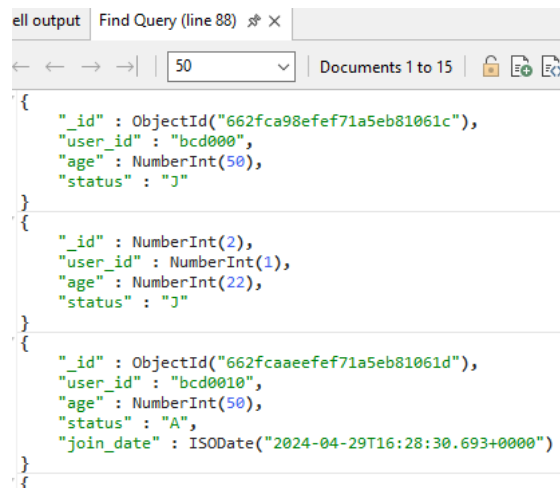 ell output Find Query (line 88)
50 Documents 1 to 15
{
"_id" : ObjectId("662fca98efef71a5eb81061c"),
"user_id" : "bcd000",
"age" : NumberInt(50),
"status" : "J"
}
{
"_id" : NumberInt(2),
"user_id" : NumberInt(1),
"age" : NumberInt(22),
"status" : "J"
}
{
"_id" : ObjectId("662fcaaeefef71a5eb81061d"),
"user_id" : "bcd0010",
"age" : NumberInt(50),
"status" : "A",
"join_date" : ISODate("2024-04-29T16:28:30.693+0000")
}
{